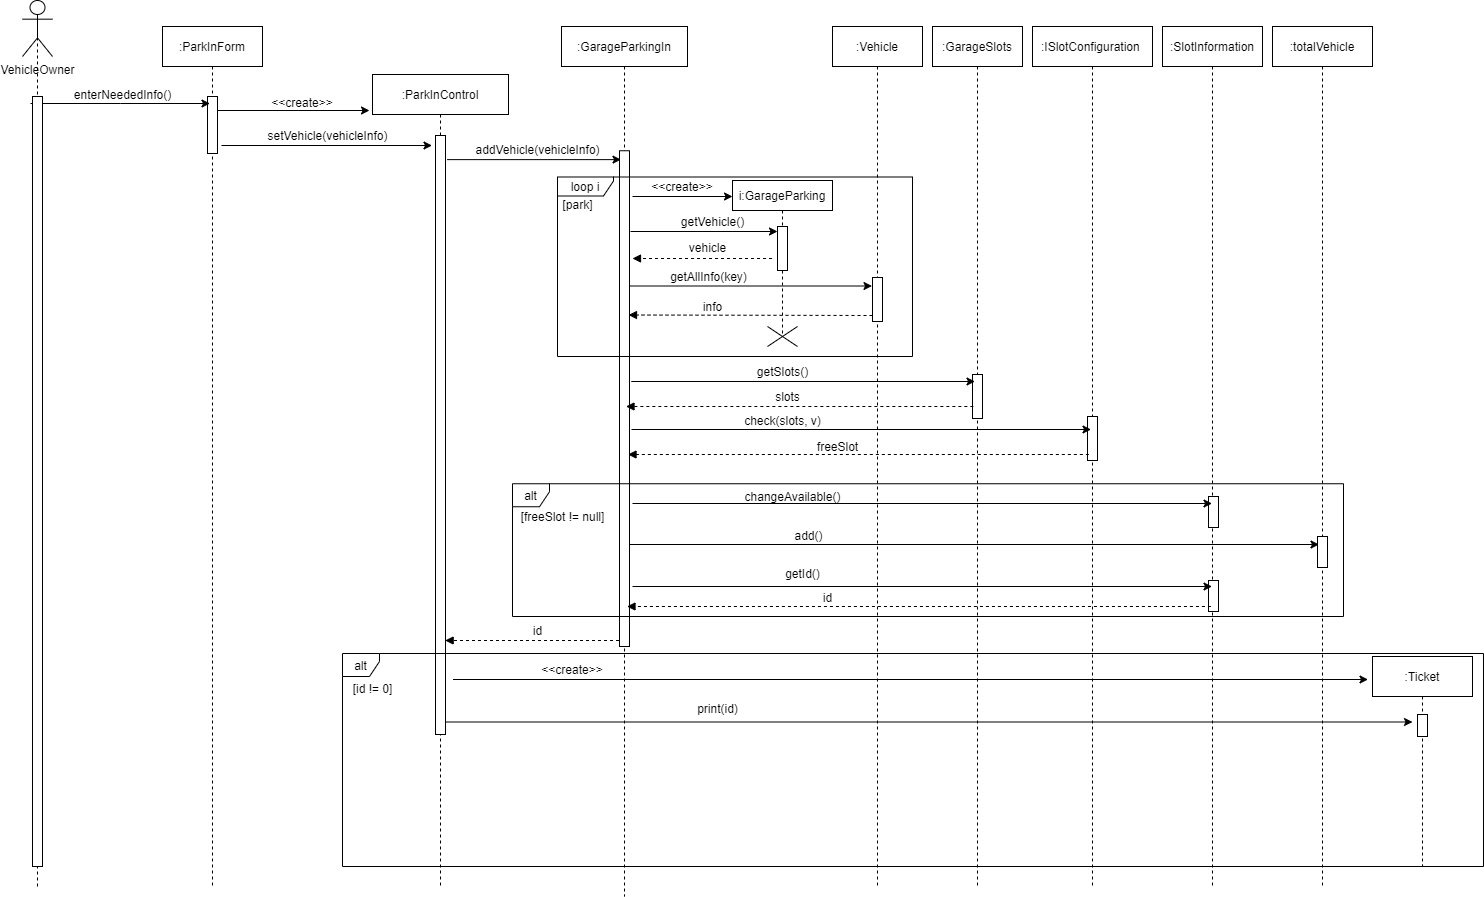 VehicleOwner
:ParkInForm
:ParkInControl
:GarageParkingIn
:Vehicle
:GarageSlots
:ISlotConfiguration
:SlotInformation
:totalVehicle
enterNeededInfo()
<<create>>
setVehicle(vehicleInfo)
addVehicle(vehicleInfo)
loop i
[park]
<<create>>
i:GarageParking
getVehicle()
vehicle
getAllInfo(key)
info
getSlots()
slots
check(slots, v)
freeSlot
alt
[freeSlot != null]
changeAvailable()
add()
getId()
id
id
alt
[id != 0]
<<create>>
:Ticket
print(id)